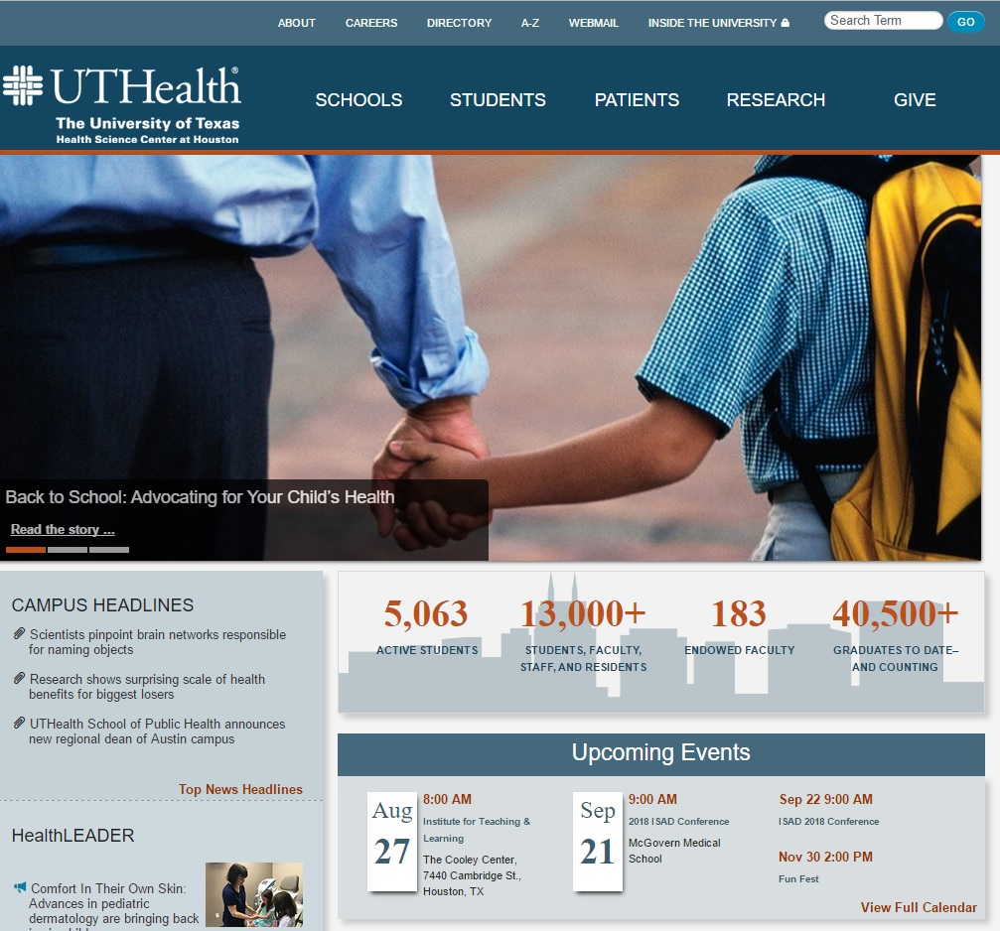 ABOUT CAREERS DIRECTORY A-Z WEBMAIL INSIDE THE UNIVERSITY Search Term GO
UTHealth®
The University of Texas
Health Science Center at Houston
SCHOOLS STUDENTS PATIENTS RESEARCH GIVE
Back to School: Advocating for Your Child's Health
Read the story ...
CAMPUS HEADLINES
Scientists pinpoint brain networks responsible
for naming objects
Research shows surprising scale of health
benefits for biggest losers
UTHealth School of Public Health announces
new regional dean of Austin campus
Top News Headlines
HealthLEADER
Comfort In Their Own Skin:
Advances in pediatric
dermatology are bringing back
5,063
ACTIVE STUDENTS
13,000+
STUDENTS, FACULTY,
STAFF, AND RESIDENTS
183
ENDOWED FACULTY
40,500+
GRADUATES TO DATE–
AND COUNTING
Upcoming Events
Aug
27
8:00 AM
Institute for Teaching &
Learning
The Cooley Center,
7440 Cambridge St.,
Houston, TX
Sep
21
9:00 AM
2018 ISAD Conference
McGovern Medical
School
Sep 22 9:00 AM
ISAD 2018 Conference
Nov 30 2:00 PM
Fun Fest
View Full Calendar